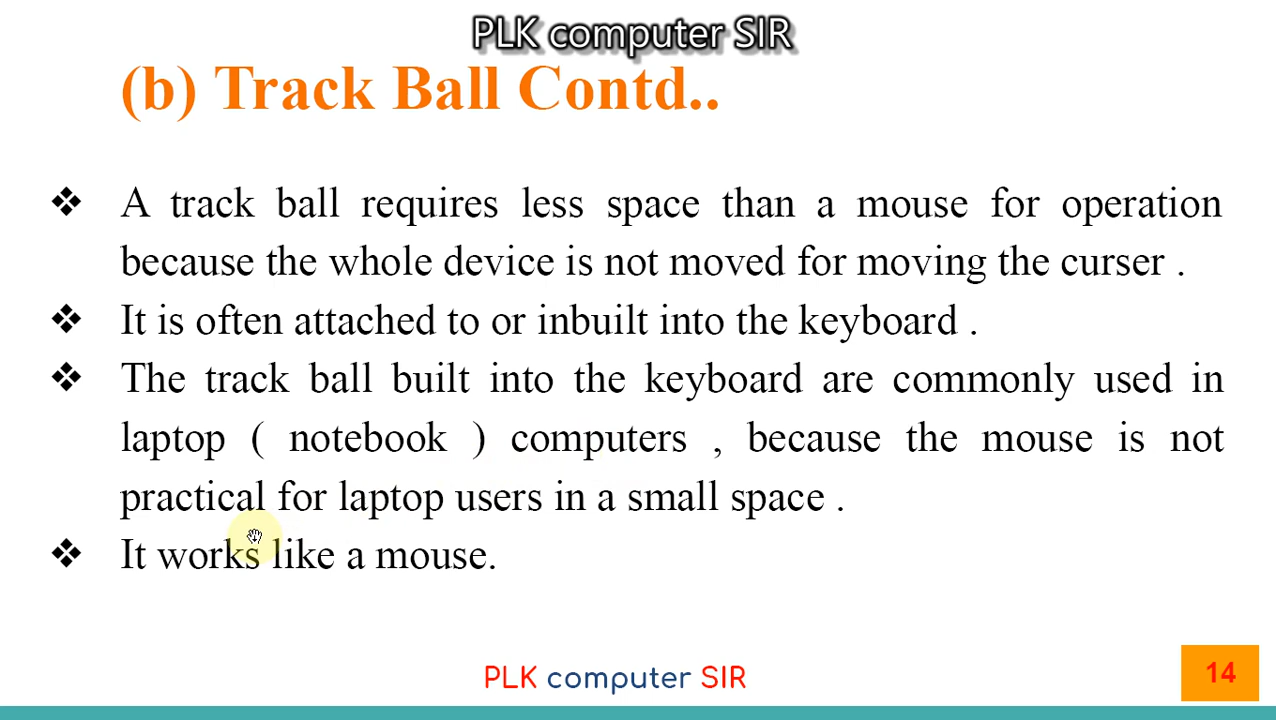 PLK computer SIR
(b) Track Ball Contd..
❖ A track ball requires less space than a mouse for operation
because the whole device is not moved for moving the curser .
❖ It is often attached to or inbuilt into the keyboard .
❖ The track ball built into the keyboard are commonly used in
laptop ( notebook ) computers , because the mouse is not
practical for laptop users in a small space .
❖ It works like a mouse.
PLK computer SIR
14